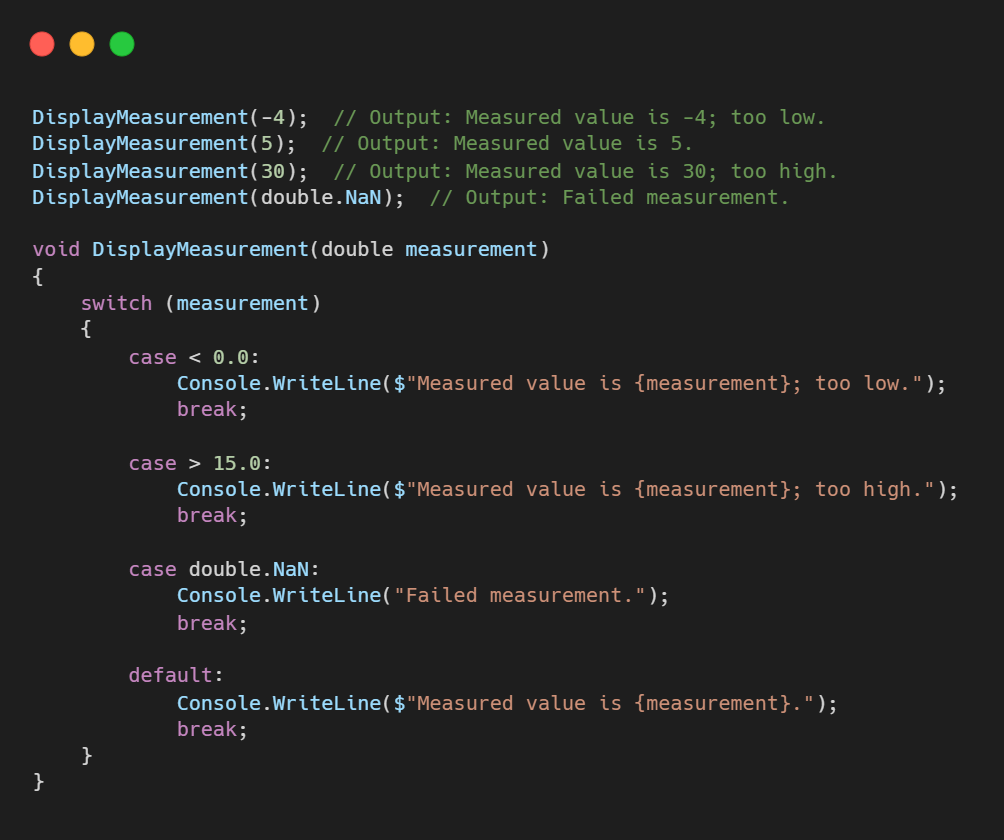 DisplayMeasurement(-4);  // Output: Measured value is -4; too low.
DisplayMeasurement(5);  // Output: Measured value is 5.
DisplayMeasurement(30);  // Output: Measured value is 30; too high.
DisplayMeasurement(double.NaN);  // Output: Failed measurement.

void DisplayMeasurement(double measurement)
{
    switch (measurement)
    {
        case < 0.0:
            Console.WriteLine($"Measured value is {measurement}; too low.");
            break;

        case > 15.0:
            Console.WriteLine($"Measured value is {measurement}; too high.");
            break;

        case double.NaN:
            Console.WriteLine("Failed measurement.");
            break;

        default:
            Console.WriteLine($"Measured value is {measurement}.");
            break;
    }
}